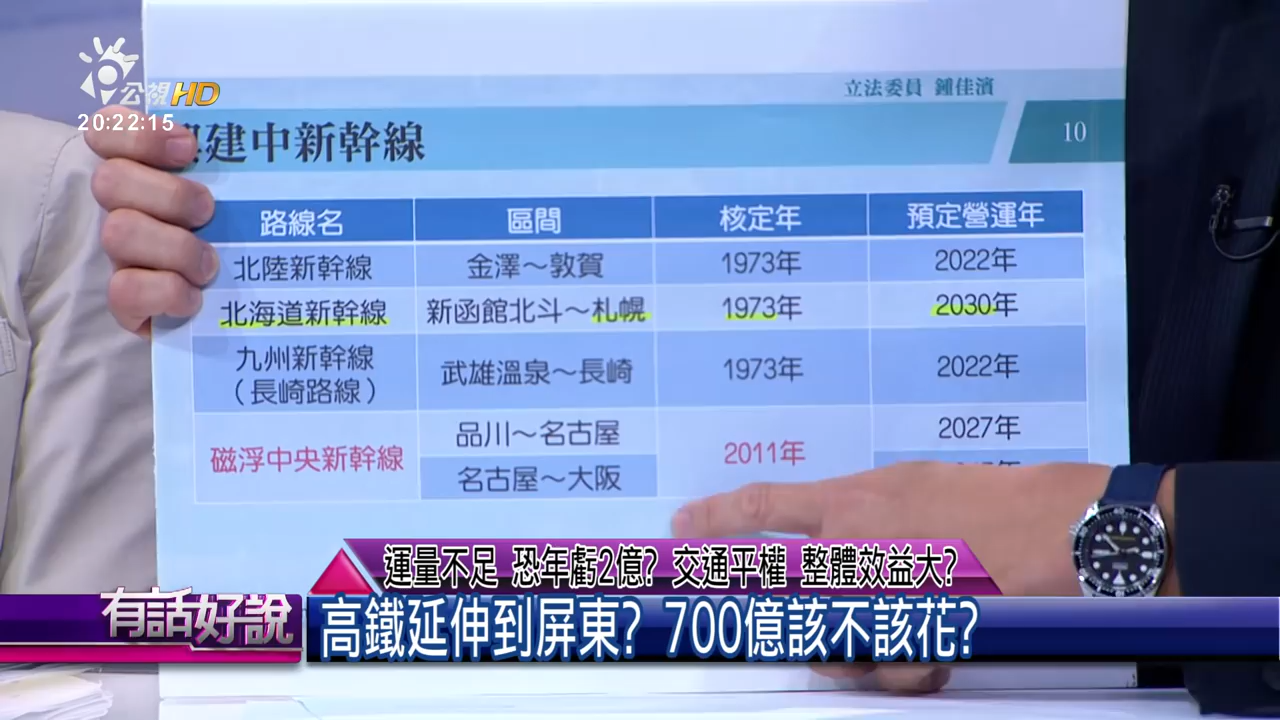 公視HD
20:22:15
立法委員 鍾佳濱
建中新幹線
10
路線名 區間 核定年 預定營運年
北陸新幹線 金澤～敦賀 1973年 2022年
北海道新幹線 新函館北斗～札幌 1973年 2030年
九州新幹線
（長崎路線） 武雄溫泉～長崎 1973年 2022年
磁浮中央新幹線 品川～名古屋 2011年 2027年
名古屋～大阪
運量不足 恐年虧2億? 交通平權 整體效益大?
有話好說
高鐵延伸到屏東? 700億該不該花?